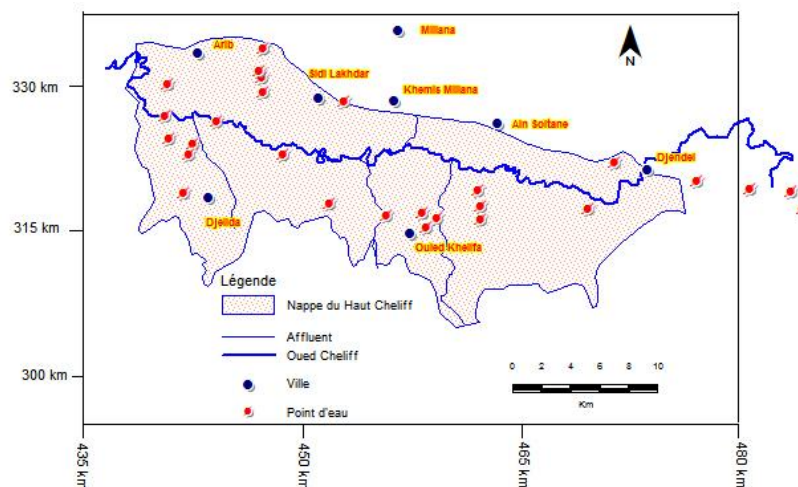 Miliana
Arib
N
330 km
Sidi Lakhdar
Khemis Miliana
Ain Soltane
Djendel
315 km
Djelida
Ouled Khelifa
Légende
Nappe du Haut Cheliff
Affluent
Oued Cheliff
0 2 4 6 8 10
Km
300 km
Ville
Point d'eau
435 km
450 km
465 km
480 km